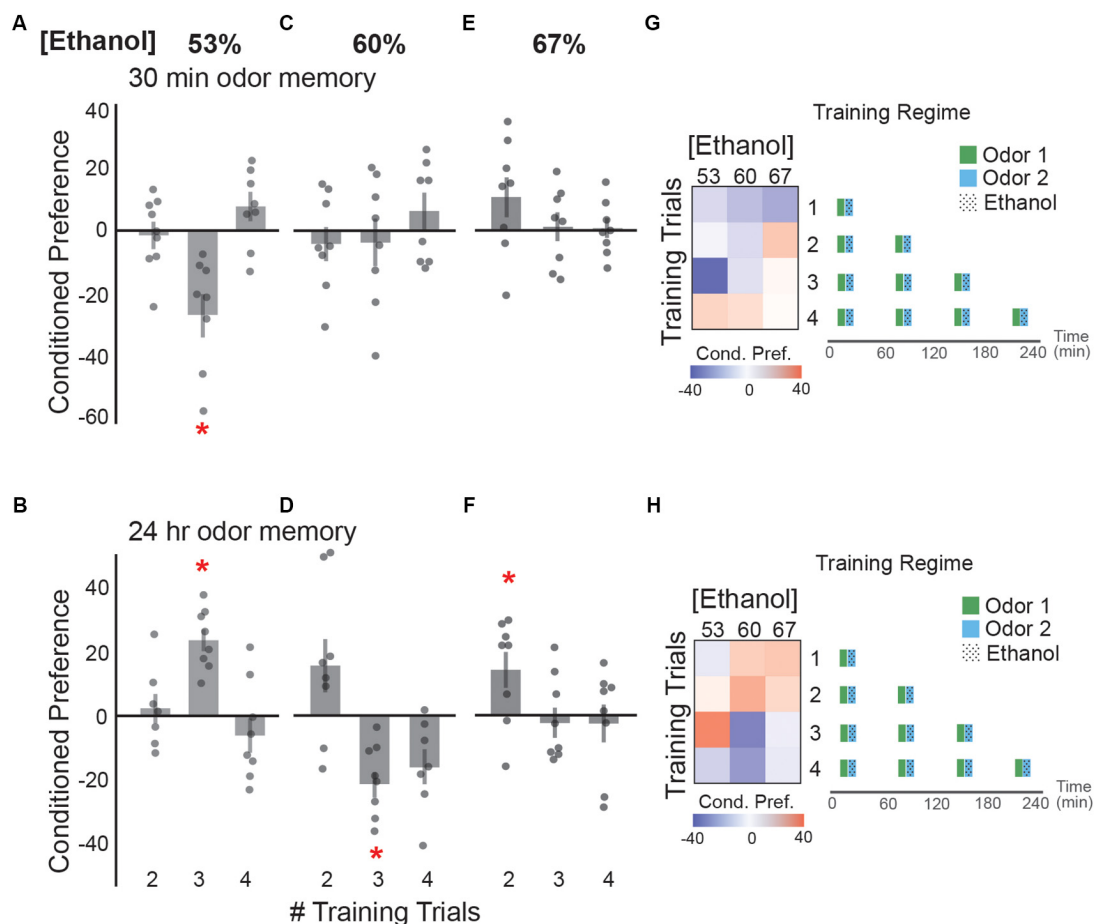 A
[Ethanol] 53%
C
60%
E
67%
G
30 min odor memory
Conditioned Preference
40
20
0
-20
-40
-60
*
Training Regime
[Ethanol]
53 60 67
Training Trials
1
2
3
4
Cond. Pref.
-40 0 40
Odor 1
Odor 2
Ethanol
0 60 120 180 240
Time
(min)
B
D
F
H
24 hr odor memory
Conditioned Preference
40
20
0
-20
-40
*
*
*
2 3 4
2 3 4
2 3 4
# Training Trials
Training Regime
[Ethanol]
53 60 67
Training Trials
1
2
3
4
Cond. Pref.
-40 0 40
Odor 1
Odor 2
Ethanol
0 60 120 180 240
Time
(min)